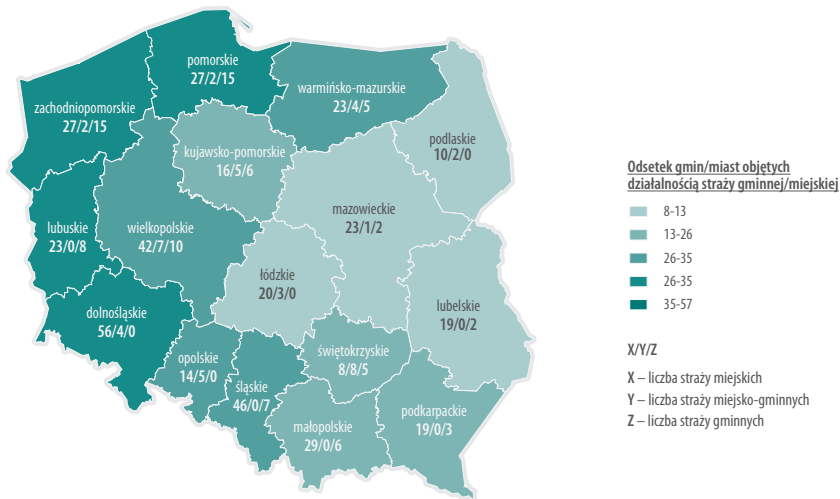 pomorskie
27/2/15
warmińsko-mazurskie
23/4/5
zachodniopomorskie
27/2/15
podlaskie
10/2/0
kujawsko-pomorskie
16/5/6
mazowieckie
23/1/2
lubuskie
23/0/8
wielkopolskie
42/7/10
łódzkie
20/3/0
lubelskie
19/0/2
dolnośląskie
56/4/0
opolskie
14/5/0
śląskie
46/0/7
świętokrzyskie
8/8/5
małopolskie
29/0/6
podkarpackie
19/0/3
Odsetek gmin/miast objętych
działalnością straży gminnej/miejskiej
8-13
13-26
26-35
26-35
35-57
X/Y/Z
X – liczba straży miejskich
Y – liczba straży miejsko-gminnych
Z – liczba straży gminnych